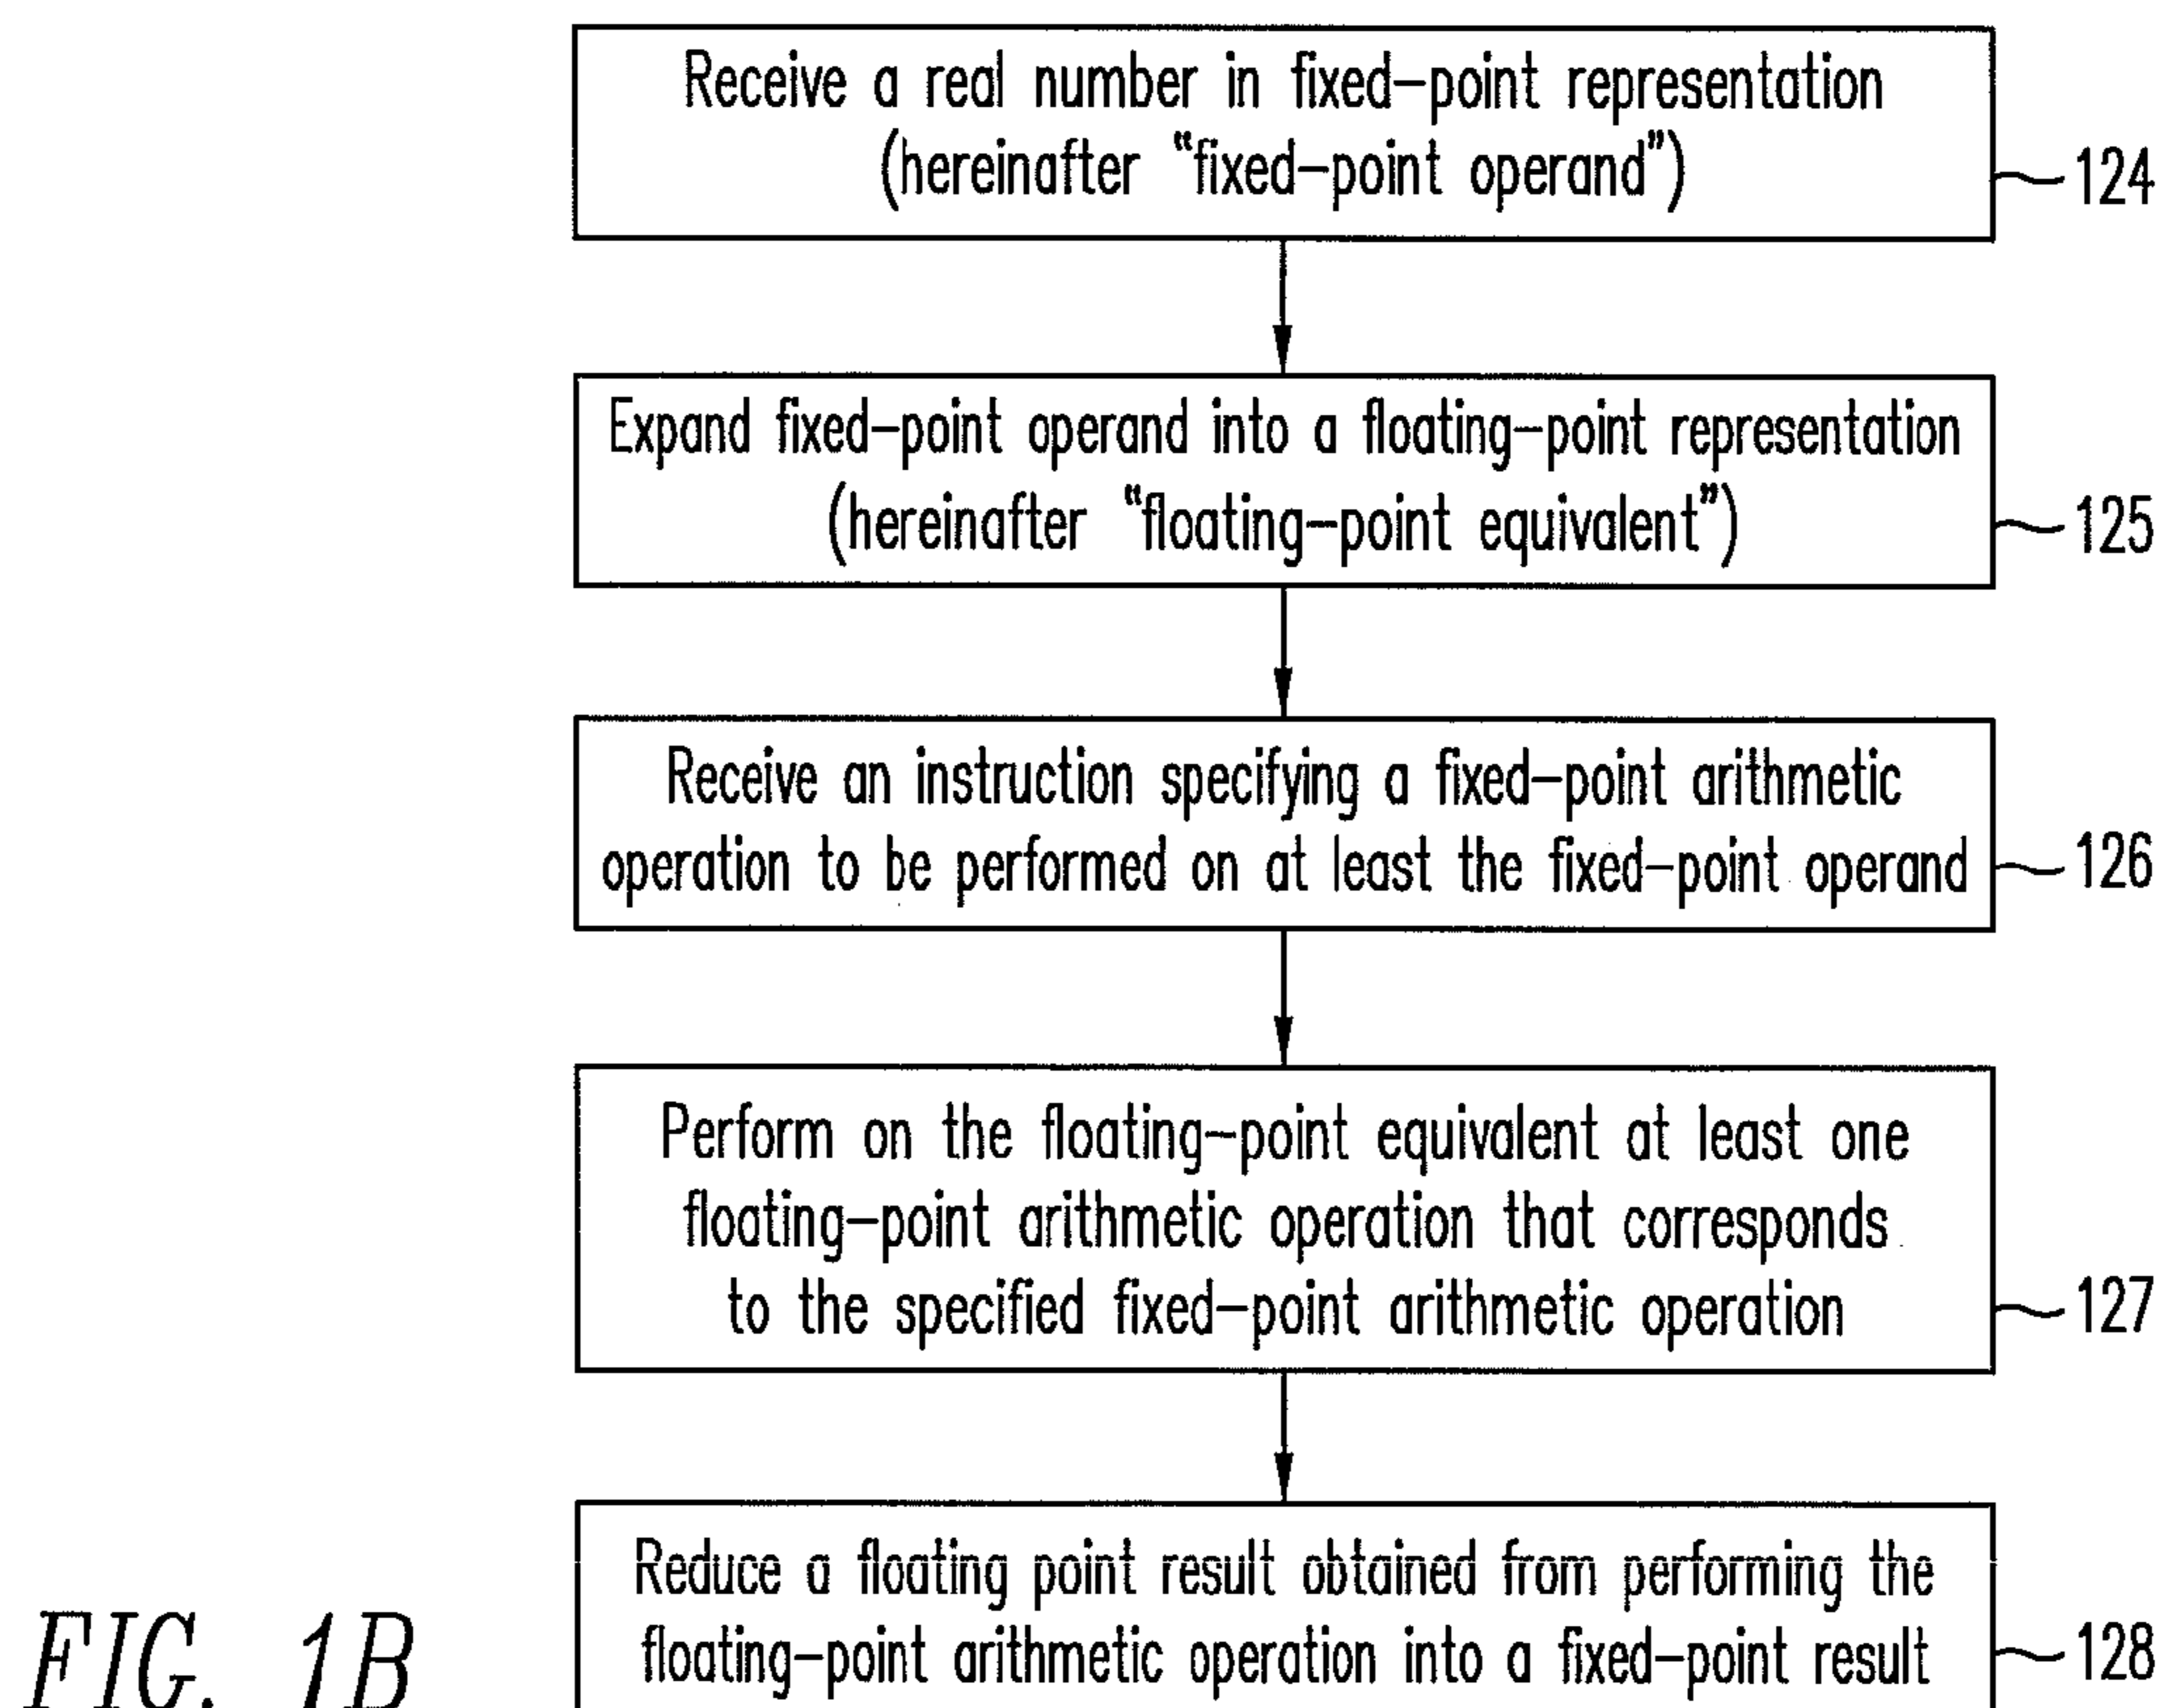 Receive a real number in fixed-point representation
(hereinafter “fixed-point operand”)
124
Expand fixed-point operand into a floating-point representation
(hereinafter “floating-point equivalent”)
125
Receive an instruction specifying a fixed-point arithmetic
operation to be performed on at least the fixed-point operand
126
Perform on the floating-point equivalent at least one
floating-point arithmetic operation that corresponds
to the specified fixed-point arithmetic operation
127
Reduce a floating point result obtained from performing the
floating-point arithmetic operation into a fixed-point result
128
FIG. 1B